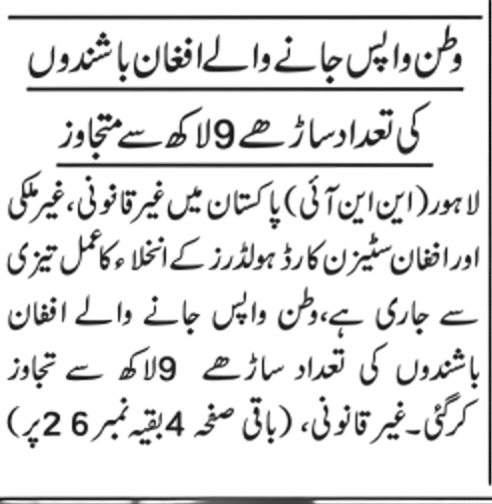 وطن واپس جانے والے افغان باشندوں
کی تعداد ساڑھے 9 لاکھ سے متجاوز
لاہور (این این آئی) پاکستان میں غیر قانونی، غیر ملکی
اور افغان سٹیزن کارڈ ہولڈرز کے انخلاء کا عمل تیزی
سے جاری ہے، وطن واپس جانے والے افغان
باشندوں کی تعداد ساڑھے 9 لاکھ سے تجاوز
کرگئی۔ غیر قانونی، (باقی صفحہ 4 بقیہ نمبر 26 پر)